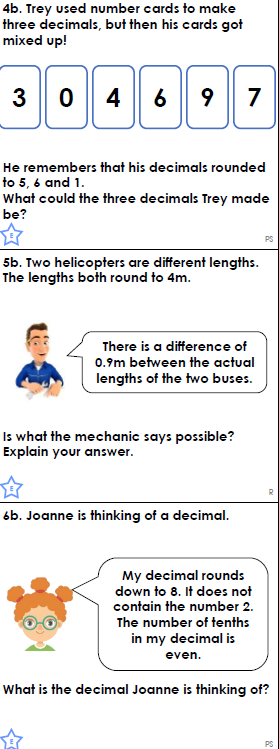 4b. Trey used number cards to make
three decimals, but then his cards got
mixed up!
3 0 4 6 9 7
He remembers that his decimals rounded
to 5, 6 and 1.
What could the three decimals Trey made
be?
E
PS
5b. Two helicopters are different lengths.
The lengths both round to 4m.
There is a difference of
0.9m between the actual
lengths of the two buses.
Is what the mechanic says possible?
Explain your answer.
E
R
6b. Joanne is thinking of a decimal.
My decimal rounds
down to 8. It does not
contain the number 2.
The number of tenths
in my decimal is
even.
What is the decimal Joanne is thinking of?
E
PS